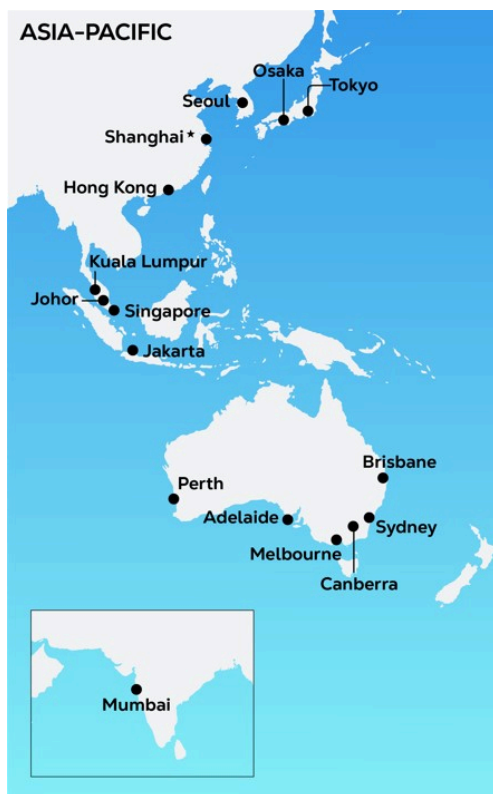 ASIA-PACIFIC
Osaka
Tokyo
Seoul
Shanghai★
Hong Kong
Kuala Lumpur
Johor
Singapore
Jakarta
Brisbane
Perth
Adelaide
Sydney
Melbourne
Canberra
Mumbai